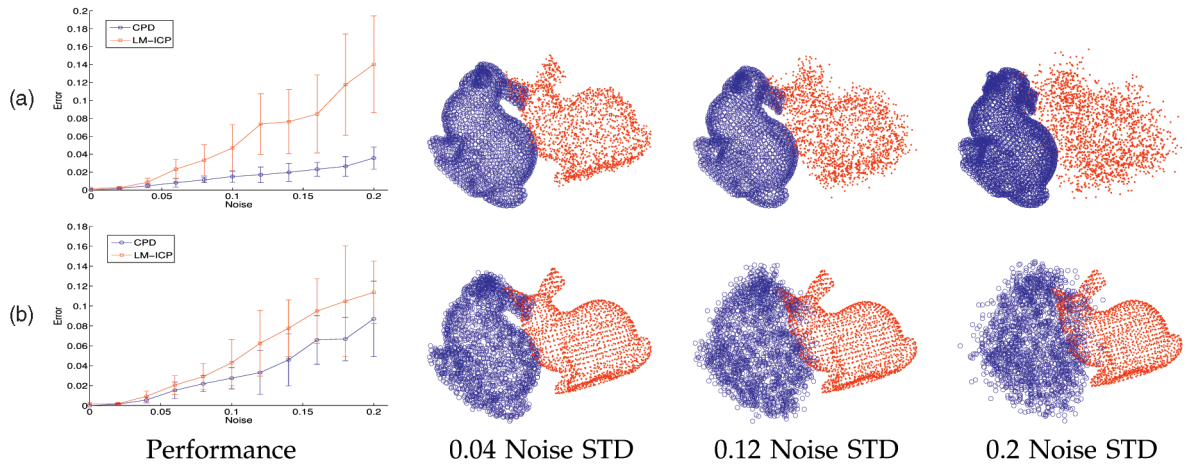 (a)
0.2
0.18
0.16
0.14
0.12
0.1
0.08
0.06
0.04
0.02
0
Error
CPD
LM-ICP
0 0.05 0.1 0.15 0.2
Noise
(b)
0.18
0.16
0.14
0.12
0.1
0.08
0.06
0.04
0.02
0
Error
CPD
LM-ICP
0 0.05 0.1 0.15 0.2
Noise
Performance 0.04 Noise STD 0.12 Noise STD 0.2 Noise STD